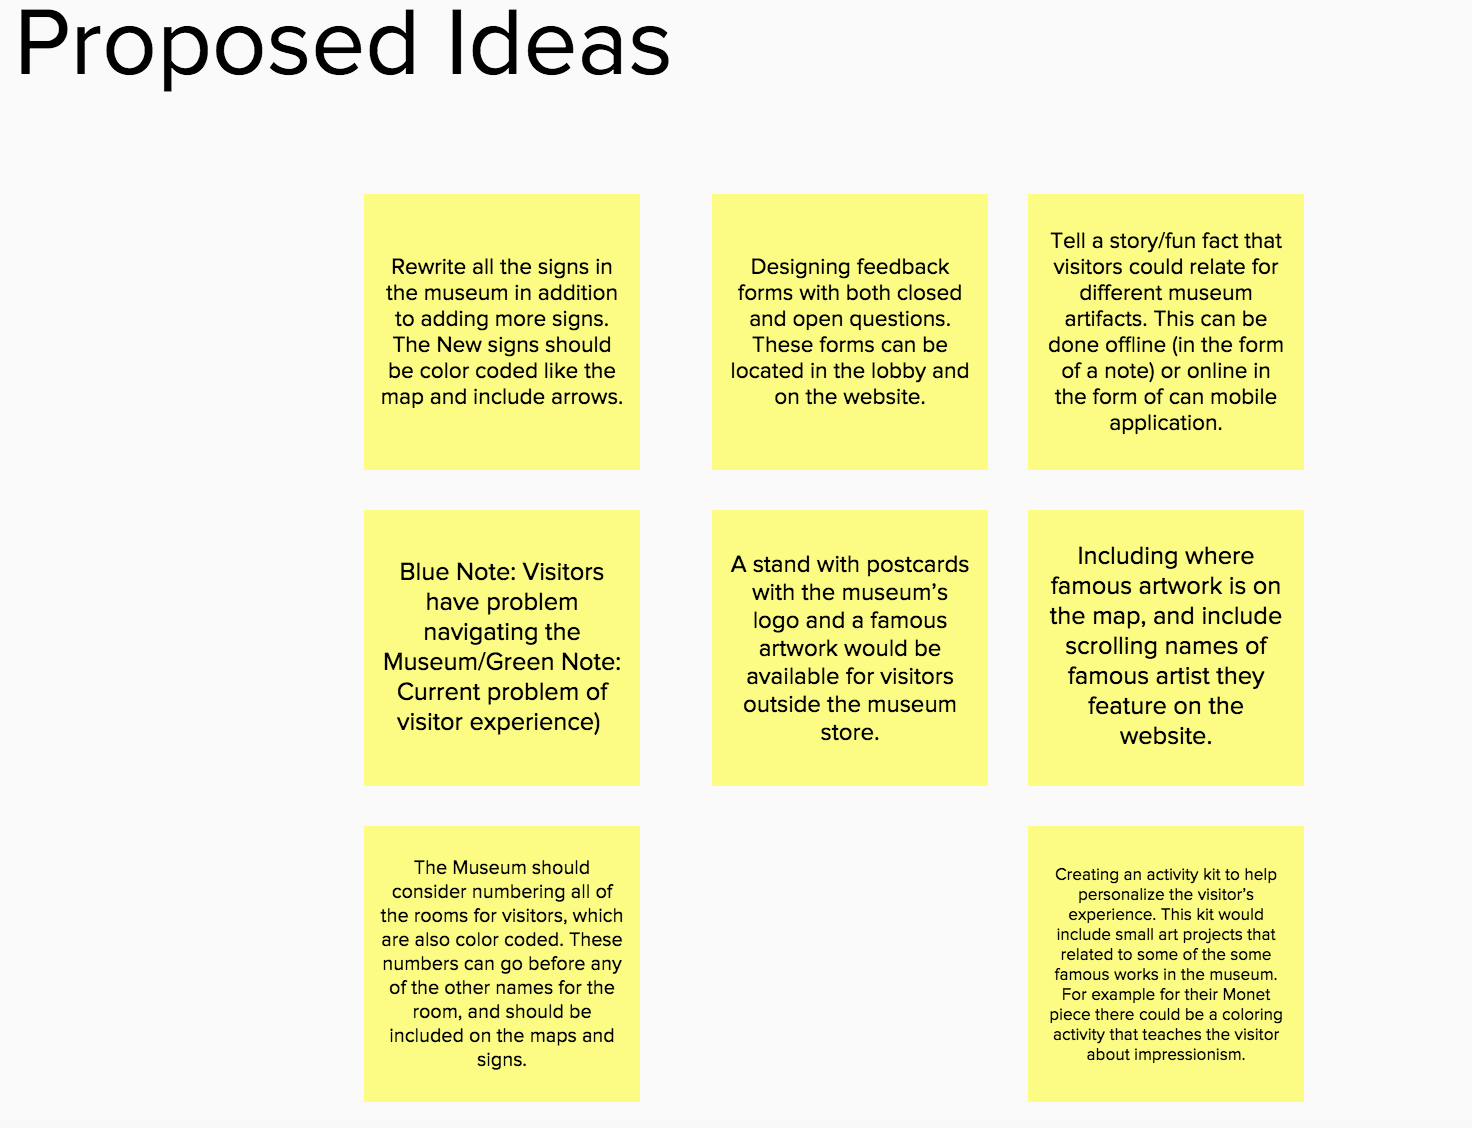 Proposed Ideas
Rewrite all the signs in
the museum in addition
to adding more signs.
The New signs should
be color coded like the
map and include arrows.
Designing feedback
forms with both closed
and open questions.
These forms can be
located in the lobby and
on the website.
Tell a story/fun fact that
visitors could relate for
different museum
artifacts. This can be
done offline (in the form
of a note) or online in
the form of can mobile
application.
Blue Note: Visitors
have problem
navigating the
Museum/Green Note:
Current problem of
visitor experience)
A stand with postcards
with the museum’s
logo and a famous
artwork would be
available for visitors
outside the museum
store.
Including where
famous artwork is on
the map, and include
scrolling names of
famous artist they
feature on the
website.
The Museum should
consider numbering all of
the rooms for visitors, which
are also color coded. These
numbers can go before any
of the other names for the
room, and should be
included on the maps and
signs.
Creating an activity kit to help
personalize the visitor’s
experience. This kit would
include small art projects that
related to some of the some
famous works in the museum.
For example for their Monet
piece there could be a coloring
activity that teaches the visitor
about impressionism.